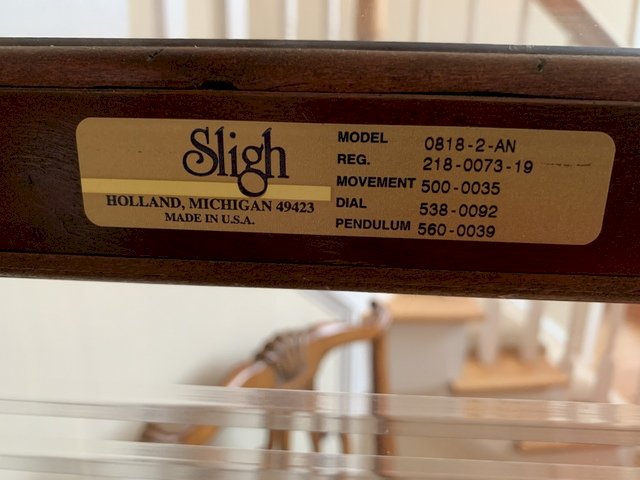 Sligh
HOLLAND, MICHIGAN 49423
MADE IN U.S.A.
MODEL 0818-2-AN
REG. 218-0073-19
MOVEMENT 500-0035
DIAL 538-0092
PENDULUM 560-0039